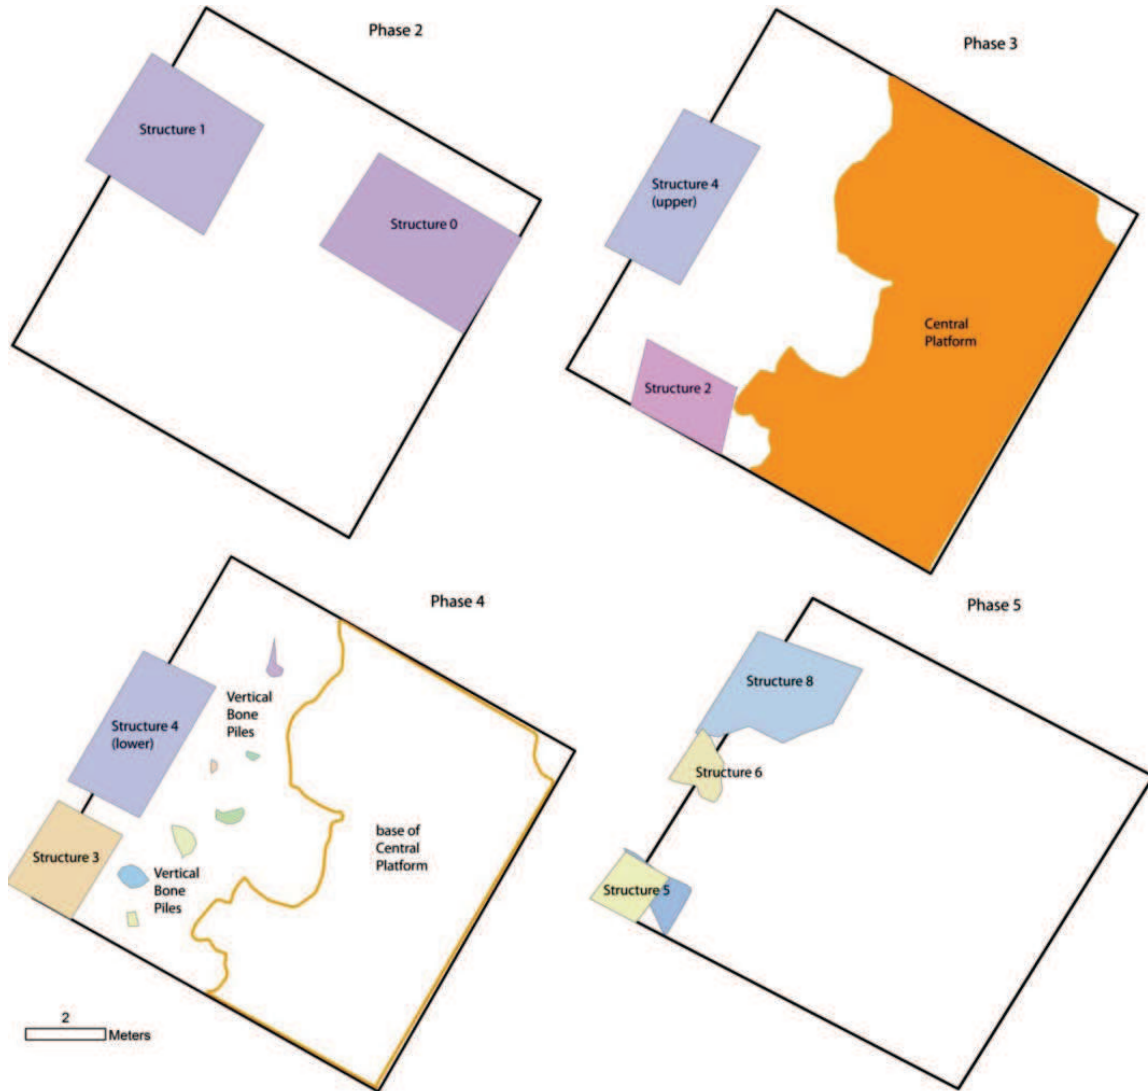 Phase 2
Structure 1
Structure 0
Phase 3
Structure 4
(upper)
Central
Platform
Structure 2
Phase 4
Vertical
Bone
Piles
Structure 4
(lower)
base of
Central
Platform
Structure 3
Vertical
Bone
Piles
2
Meters
Phase 5
Structure 8
Structure 6
Structure 5